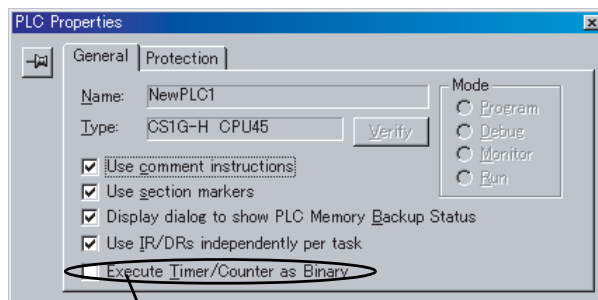 PLC Properties
General Protection
Name: NewPLC1
Type: CS1G-H CPU45 Verify
Mode
Program
Debug
Monitor
Run
Use comment instructions
Use section markers
Display dialog to show PLC Memory Backup Status
Use IR/DRs independently per task
Execute Timer/Counter as Binary